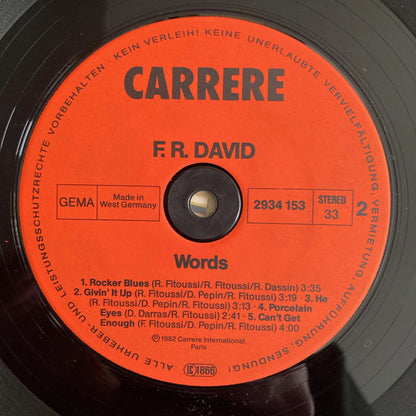 ALLE URHEBER- UND LEISTUNGSSCHUTZRECHTE VORBEHALTEN · KEIN VERLEIH! KEINE UNERLAUBTE VERVIELFÄLTIGUNG, VERMIETUNG, AUFFÜHRUNG, SENDUNG!
CARRERE
F. R. DAVID
GEMA
Made in
West Germany
2934 153
STEREO
33
2
Words
1. Rocker Blues (R. Fitoussi/R. Fitoussi/R. Dassin) 3:35
2. Givin' It Up (R. Fitoussi/D. Pepin/R. Fitoussi) 3:19 · 3. He
(R. Fitoussi/D. Pepin/R. Fitoussi) 3:13 · 4. Porcelain
Eyes (D. Darras/R. Fitoussi) 2:41 · 5. Can't Get
Enough (F. Fitoussi/D. Pepin/R. Fitoussi) 4:00
℗ 1982 Carrere International,
Paris
LC 1866